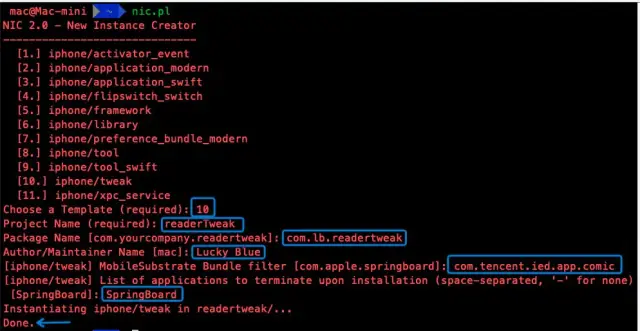 mac@Mac-mini ~ nic.pl
NIC 2.0 - New Instance Creator
------------------------------
[1.] iphone/activator_event
[2.] iphone/application_modern
[3.] iphone/application_swift
[4.] iphone/flipswitch_switch
[5.] iphone/framework
[6.] iphone/library
[7.] iphone/preference_bundle_modern
[8.] iphone/tool
[9.] iphone/tool_swift
[10.] iphone/tweak
[11.] iphone/xpc_service
Choose a Template (required): 10
Project Name (required): readerTweak
Package Name [com.yourcompany.readertweak]: com.lb.readertweak
Author/Maintainer Name [mac]: Lucky Blue
[iphone/tweak] MobileSubstrate Bundle filter [com.apple.springboard]: com.tencent.ied.app.comic
[iphone/tweak] List of applications to terminate upon installation (space-separated, '-' for none)
[SpringBoard]: SpringBoard
Instantiating iphone/tweak in readertweak/...
Done.